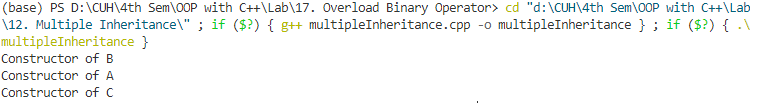 (base) PS D:\CUH\4th Sem\OOP with C++\Lab\17. Overload Binary Operator> cd "d:\CUH\4th Sem\OOP with C++\Lab
\12. Multiple Inheritance\" ; if ($?) { g++ multipleInheritance.cpp -o multipleInheritance } ; if ($?) { .\
multipleInheritance }
Constructor of B
Constructor of A
Constructor of C